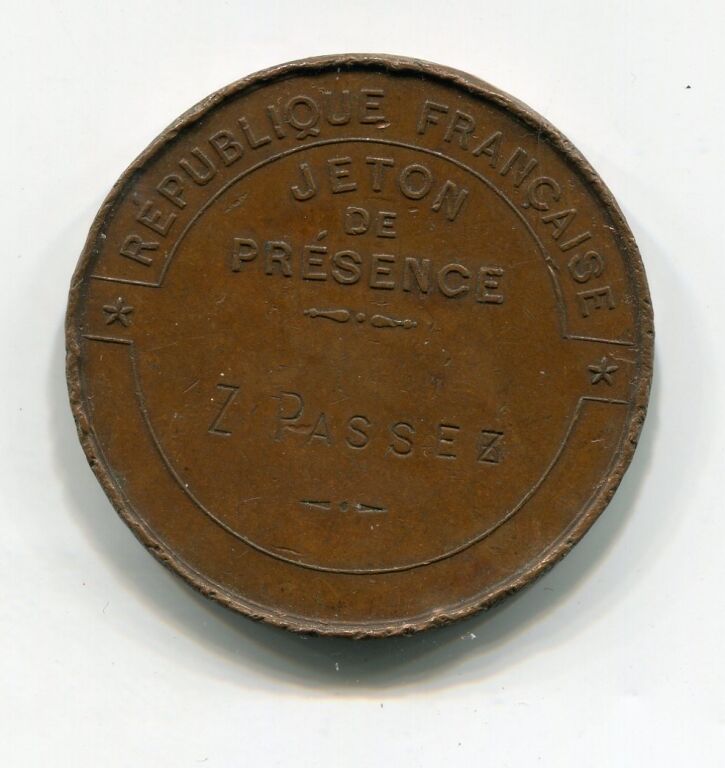 RÉPUBLIQUE FRANÇAISE
JETON
DE
PRÉSENCE
Z PASSEZ